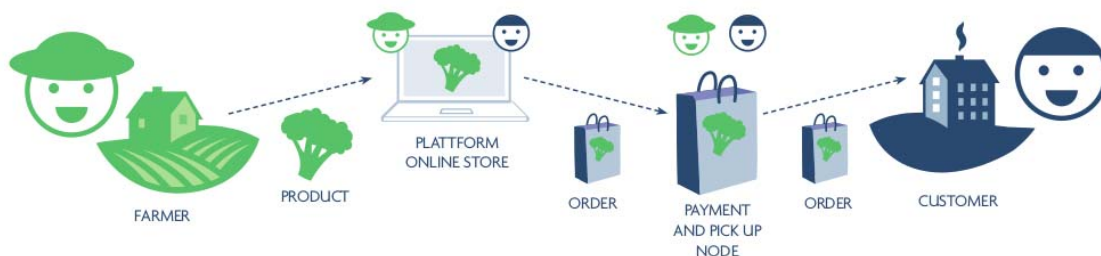 FARMER
PRODUCT
PLATTFORM
ONLINE STORE
ORDER
PAYMENT
AND PICK UP
NODE
ORDER
CUSTOMER